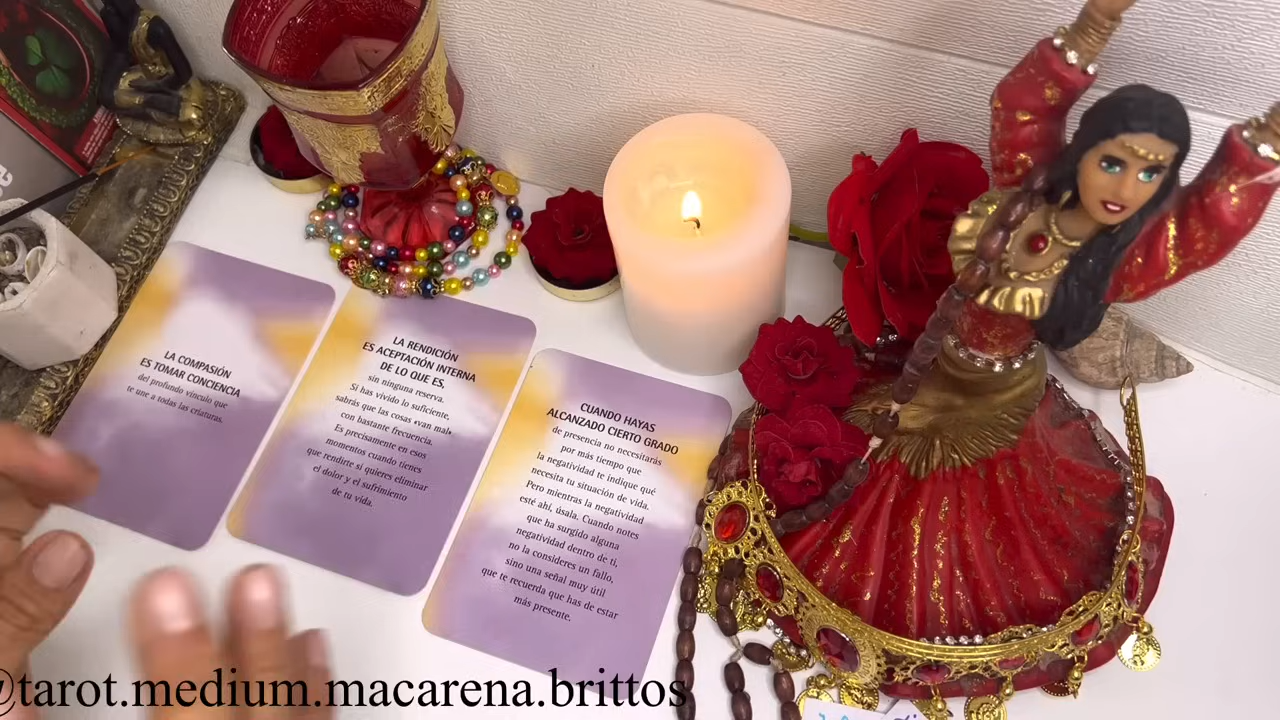 LA COMPASIÓN
ES TOMAR CONCIENCIA
del profundo vínculo que
te une a todas las criaturas.
LA RENDICIÓN
ES ACEPTACIÓN INTERNA
DE LO QUE ES,
sin ninguna reserva.
Si has vivido lo suficiente,
sabrás que las cosas «van mal»
con bastante frecuencia.
Es precisamente en esos
momentos cuando tienes
que rendirte si quieres eliminar
el dolor y el sufrimiento
de tu vida.
CUANDO HAYAS
ALCANZADO CIERTO GRADO
de presencia no necesitarás
por más tiempo que
la negatividad te indique qué
necesita tu situación de vida.
Pero mientras la negatividad
esté ahí, úsala. Cuando notes
que ha surgido alguna
negatividad dentro de ti,
no la consideres un fallo,
sino una señal muy útil
que te recuerda que has de estar
más presente.
@tarot.medium.macarena.brittos